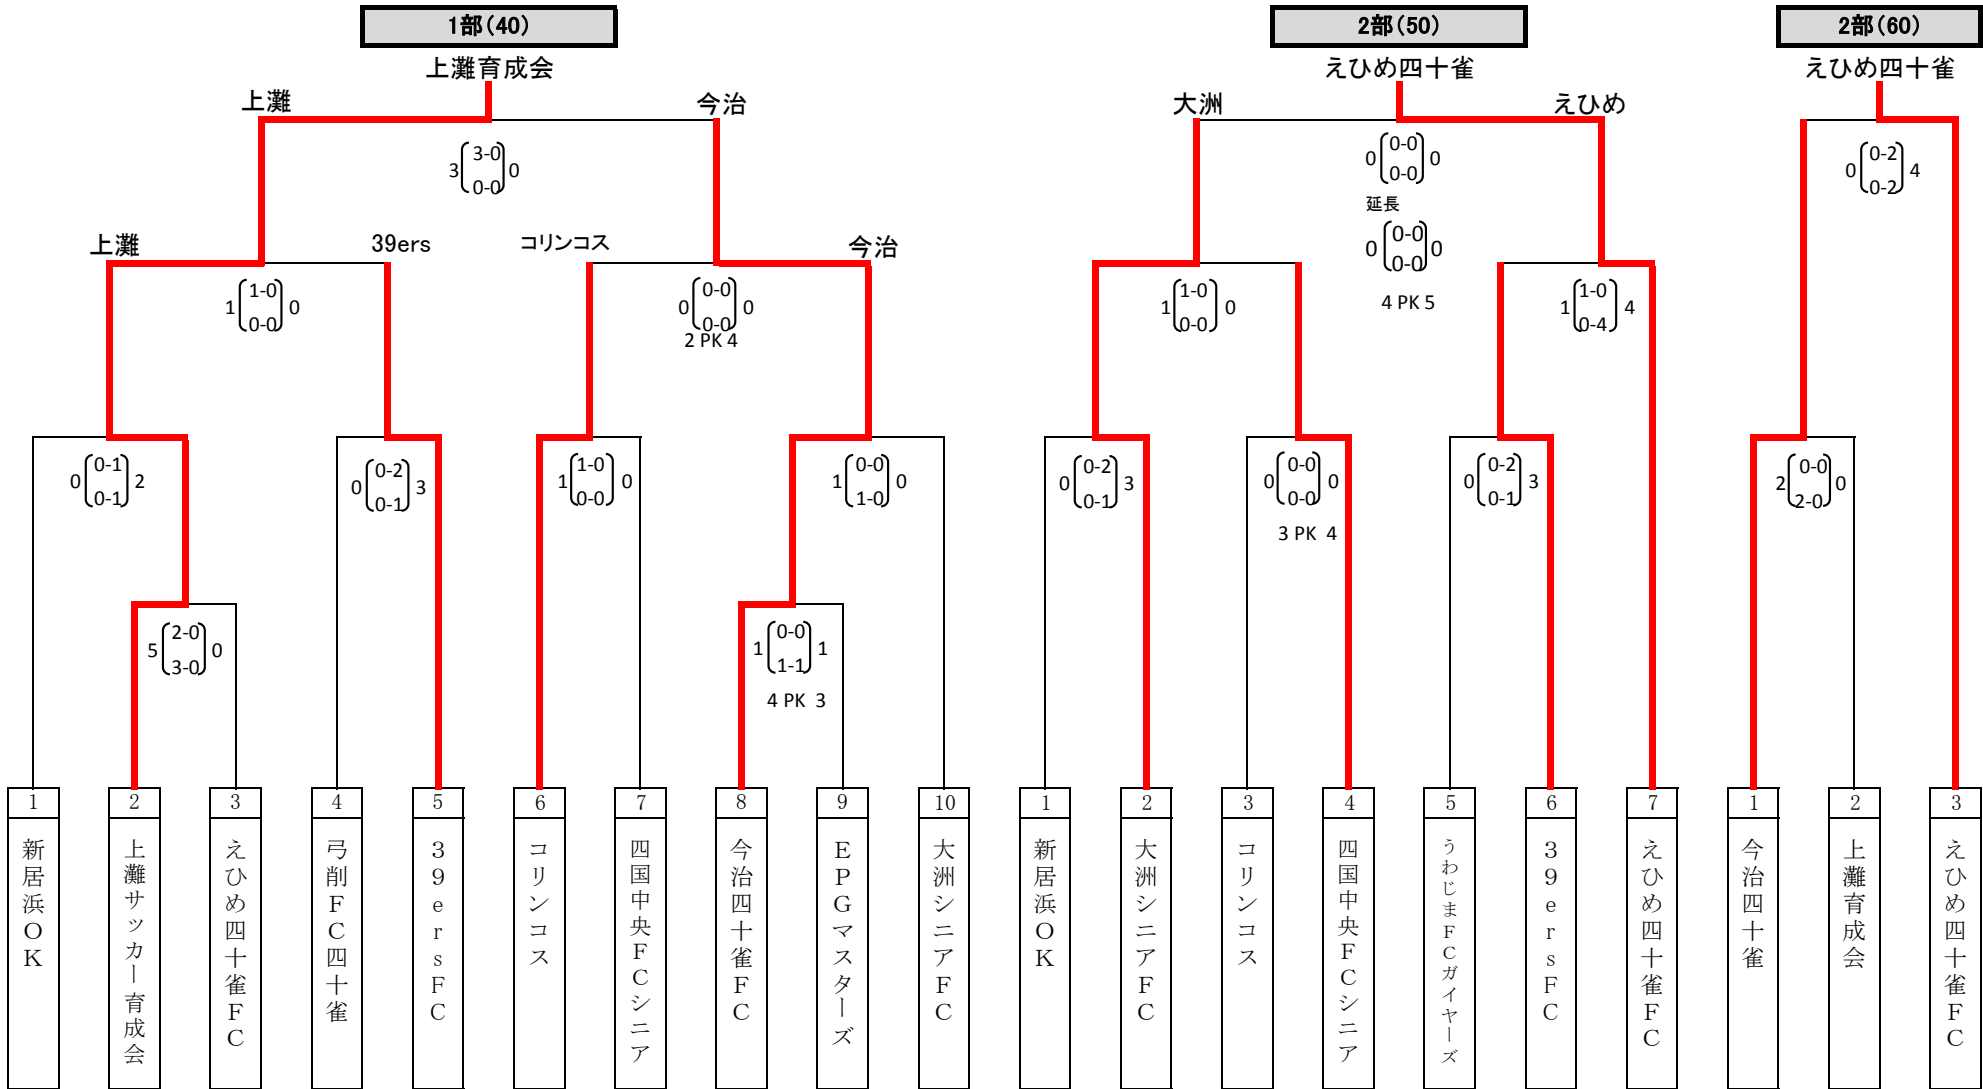 1部(40)
2部(50)
2部(60)
上灘育成会
えひめ四十雀
えひめ四十雀
上灘
今治
大洲
えひめ
3 3-0 0
0-0
0 0-0 0
0-0
0 0-2 4
0-2
延長
0 0-0 0
0-0
4 PK 5
上灘
39ers
コリンコス
今治
1 1-0 0
0-0
0 0-0 0
0-0
2 PK 4
1 1-0 0
0-0
1 1-0 4
0-4
0 0-1 2
0-1
0 0-2 3
0-1
1 1-0 0
0-0
1 0-0 0
1-0
0 0-2 3
0-1
0 0-0 0
0-0
3 PK 4
0 0-2 3
0-1
2 0-0 0
2-0
5 2-0 0
3-0
1 0-0 1
1-1
4 PK 3
1
新居浜OK
2
上灘サッカー育成会
3
えひめ四十雀FC
4
弓削FC四十雀
5
39ersFC
6
コリンコス
7
四国中央FCシニア
8
今治四十雀FC
9
EPGマスターズ
10
大洲シニアFC
1
新居浜OK
2
大洲シニアFC
3
コリンコス
4
四国中央FCシニア
5
うわじまFCガイヤーズ
6
39ersFC
7
えひめ四十雀FC
1
今治四十雀
2
上灘育成会
3
えひめ四十雀FC